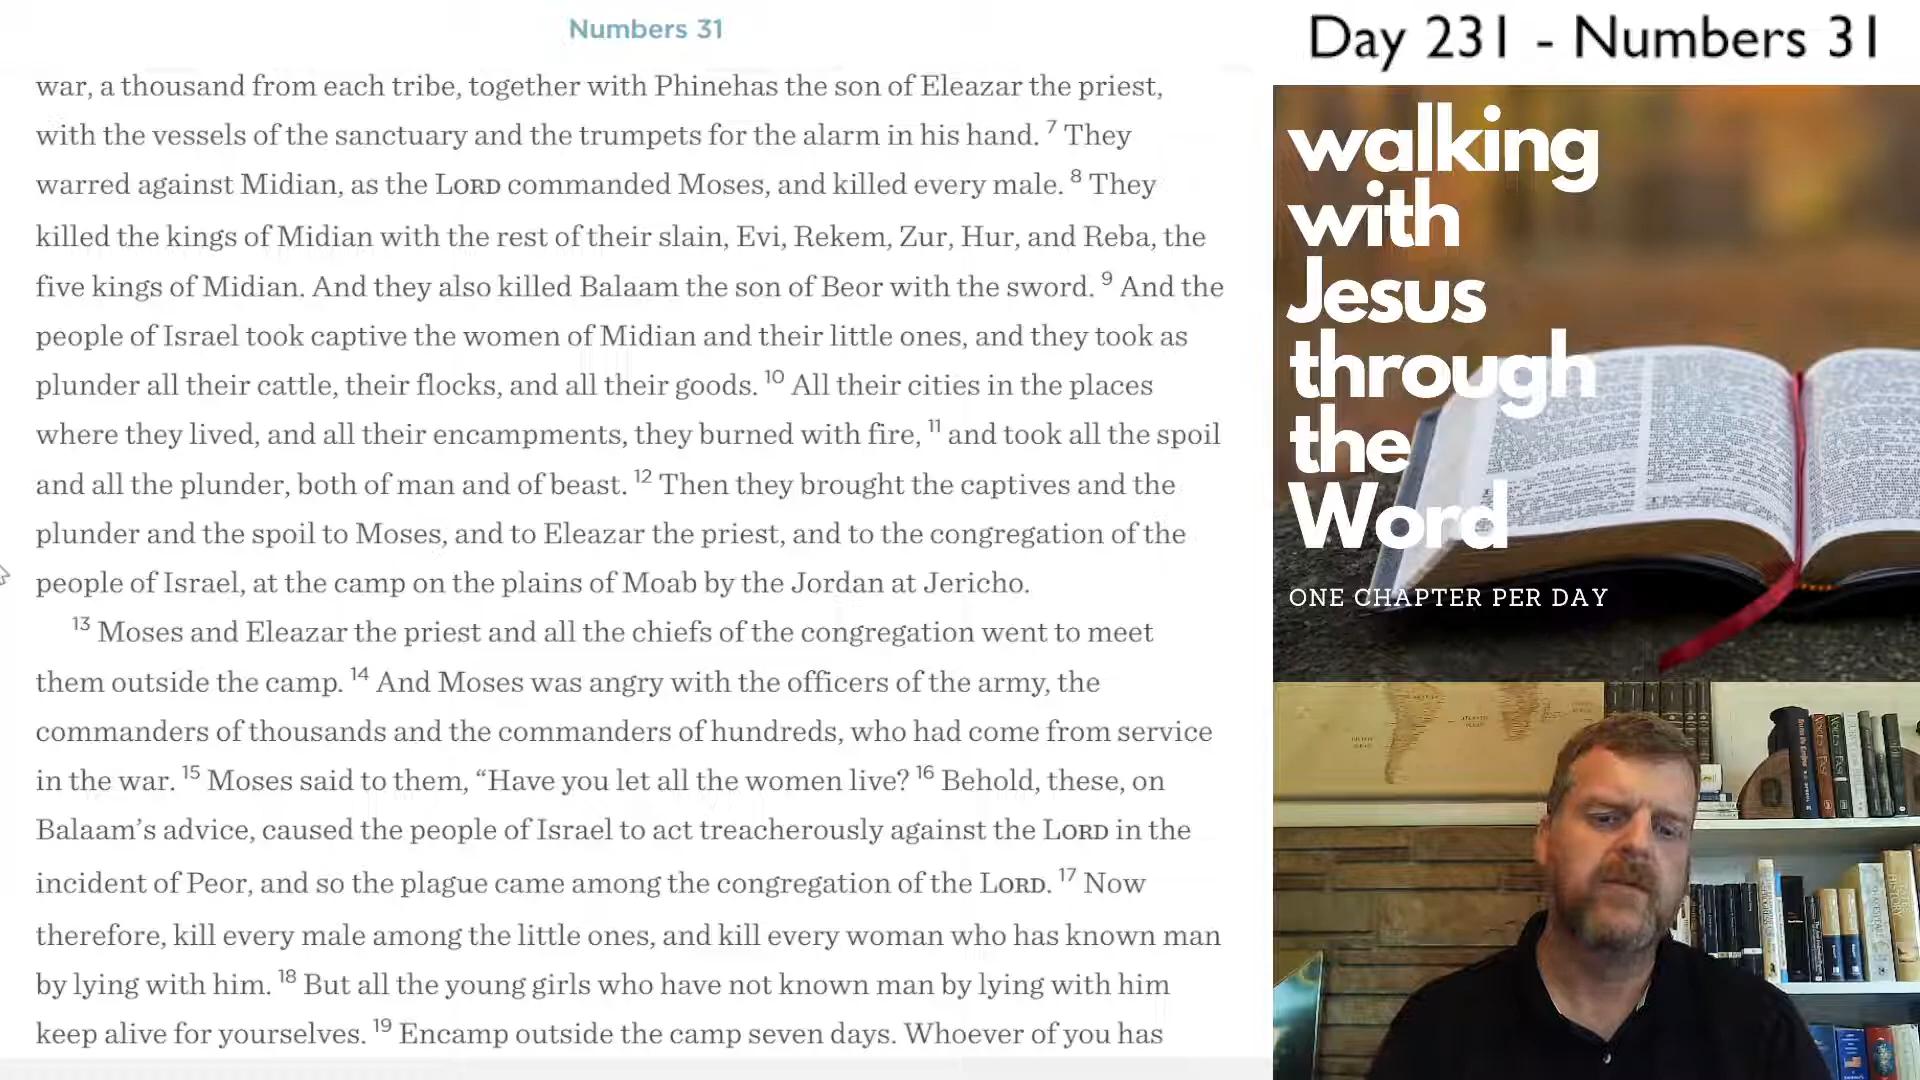 Numbers 31
war, a thousand from each tribe, together with Phinehas the son of Eleazar the priest,
with the vessels of the sanctuary and the trumpets for the alarm in his hand. 7 They
warred against Midian, as the LORD commanded Moses, and killed every male. 8 They
killed the kings of Midian with the rest of their slain, Evi, Rekem, Zur, Hur, and Reba, the
five kings of Midian. And they also killed Balaam the son of Beor with the sword. 9 And the
people of Israel took captive the women of Midian and their little ones, and they took as
plunder all their cattle, their flocks, and all their goods. 10 All their cities in the places
where they lived, and all their encampments, they burned with fire, 11 and took all the spoil
and all the plunder, both of man and of beast. 12 Then they brought the captives and the
plunder and the spoil to Moses, and to Eleazar the priest, and to the congregation of the
people of Israel, at the camp on the plains of Moab by the Jordan at Jericho.
13 Moses and Eleazar the priest and all the chiefs of the congregation went to meet
them outside the camp. 14 And Moses was angry with the officers of the army, the
commanders of thousands and the commanders of hundreds, who had come from service
in the war. 15 Moses said to them, “Have you let all the women live? 16 Behold, these, on
Balaam’s advice, caused the people of Israel to act treacherously against the LORD in the
incident of Peor, and so the plague came among the congregation of the LORD. 17 Now
therefore, kill every male among the little ones, and kill every woman who has known man
by lying with him. 18 But all the young girls who have not known man by lying with him
keep alive for yourselves. 19 Encamp outside the camp seven days. Whoever of you has
Day 231 - Numbers 31
walking
with
Jesus
through
the
Word
ONE CHAPTER PER DAY